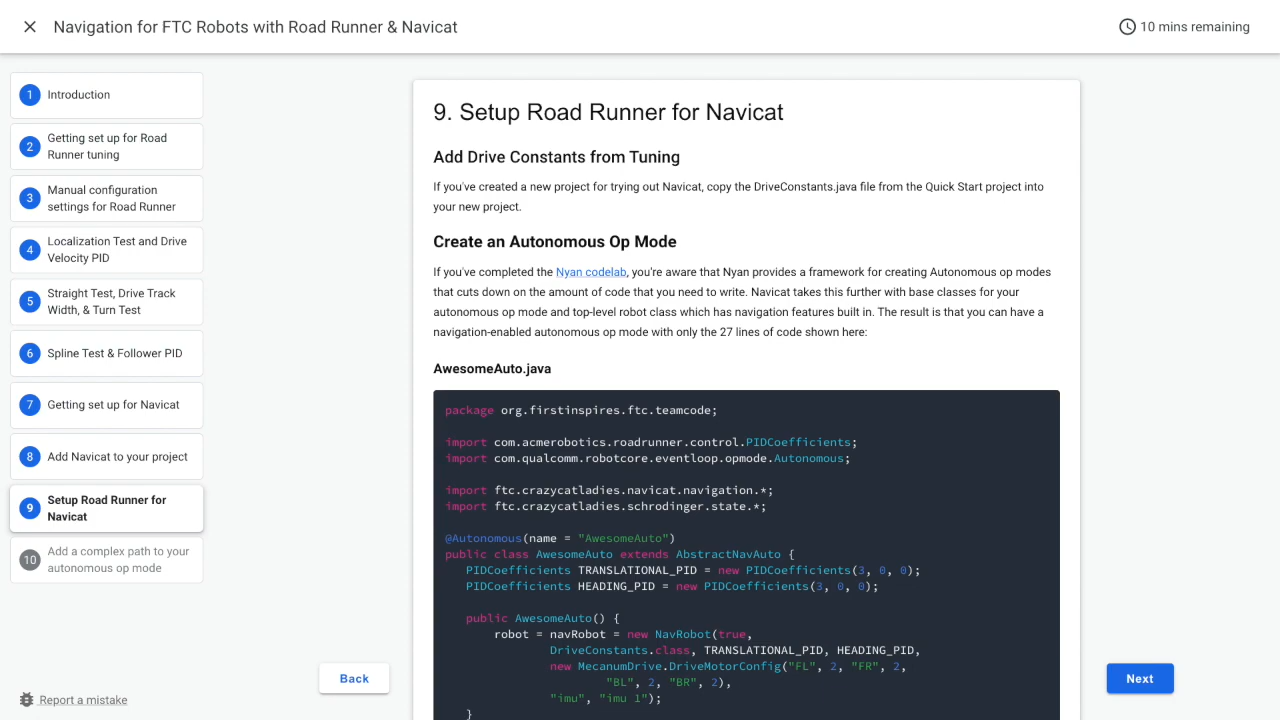 Navigation for FTC Robots with Road Runner & Navicat
10 mins remaining
1 Introduction
2 Getting set up for Road
Runner tuning
3 Manual configuration
settings for Road Runner
4 Localization Test and Drive
Velocity PID
5 Straight Test, Drive Track
Width, & Turn Test
6 Spline Test & Follower PID
7 Getting set up for Navicat
8 Add Navicat to your project
9 Setup Road Runner for
Navicat
10 Add a complex path to your
autonomous op mode
Report a mistake
9. Setup Road Runner for Navicat
Add Drive Constants from Tuning
If you've created a new project for trying out Navicat, copy the DriveConstants.java file from the Quick Start project into
your new project.
Create an Autonomous Op Mode
If you've completed the Nyan codelab, you're aware that Nyan provides a framework for creating Autonomous op modes
that cuts down on the amount of code that you need to write. Navicat takes this further with base classes for your
autonomous op mode and top-level robot class which has navigation features built in. The result is that you can have a
navigation-enabled autonomous op mode with only the 27 lines of code shown here:
AwesomeAuto.java
package org.firstinspires.ftc.teamcode;
import com.acmerobotics.roadrunner.control.PIDCoefficients;
import com.qualcomm.robotcore.eventloop.opmode.Autonomous;
import ftc.crazycatladies.navicat.navigation.*;
import ftc.crazycatladies.schrodinger.state.*;
@Autonomous(name = "AwesomeAuto")
public class AwesomeAuto extends AbstractNavAuto {
PIDCoefficients TRANSLATIONAL_PID = new PIDCoefficients(3, 0, 0);
PIDCoefficients HEADING_PID = new PIDCoefficients(3, 0, 0);
public AwesomeAuto() {
robot = navRobot = new NavRobot(true,
DriveConstants.class, TRANSLATIONAL_PID, HEADING_PID,
new MecanumDrive.DriveMotorConfig("FL", 2, "FR", 2,
"BL", 2, "BR", 2),
"imu", "imu 1");
}
Back
Next